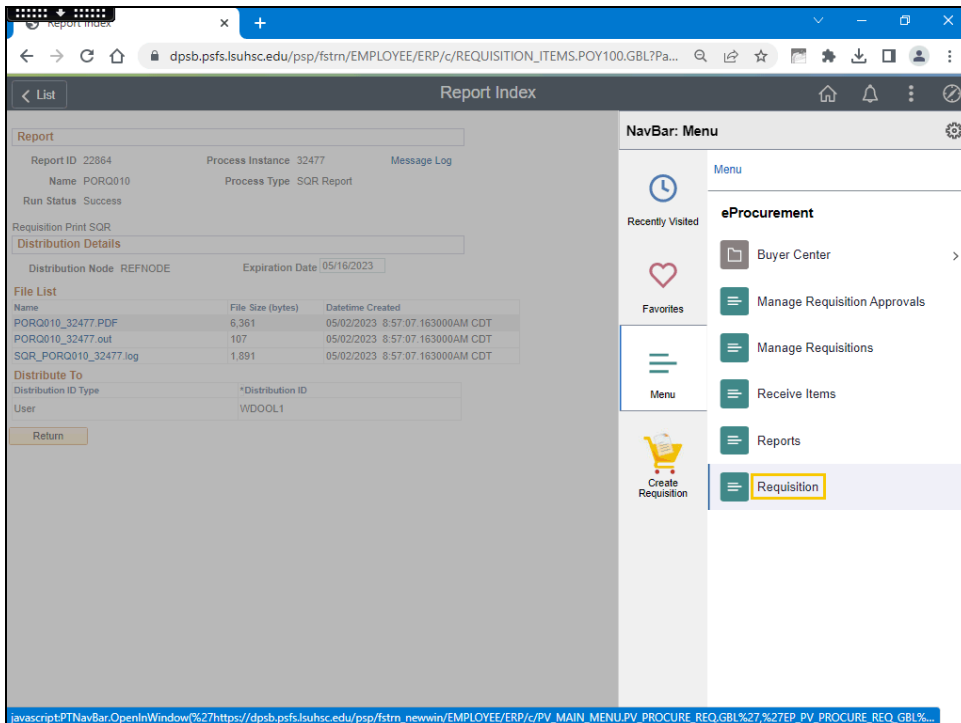 Report Index
dpsb.psfs.lsuhsc.edu/psp/fstrn/EMPLOYEE/ERP/c/REQUISITION_ITEMS.POY100.GBL?Pa...
List
Report Index
Report
Report ID 22864 Process Instance 32477 Message Log
Name PORQ010 Process Type SQR Report
Run Status Success
Requisition Print SQR
Distribution Details
Distribution Node REFNODE Expiration Date 05/16/2023
File List
Name File Size (bytes) Datetime Created
PORQ010_32477.PDF 6,361 05/02/2023 8:57:07.163000AM CDT
PORQ010_32477.out 107 05/02/2023 8:57:07.163000AM CDT
SQR_PORQ010_32477.log 1,891 05/02/2023 8:57:07.163000AM CDT
Distribute To
Distribution ID Type *Distribution ID
User WDOOL1
Return
NavBar: Menu
Recently Visited
Favorites
Menu
Create
Requisition
Menu
eProcurement
Buyer Center
Manage Requisition Approvals
Manage Requisitions
Receive Items
Reports
Requisition
javascript:PTNavBar.OpenInWindow(%27https://dpsb.psfs.lsuhsc.edu/psp/fstrn_newwin/EMPLOYEE/ERP/c/PV_MAIN_MENU.PV_PROCURE_REQ.GBL%27,%27EP_PV_PROCURE_REQ_GBL%...